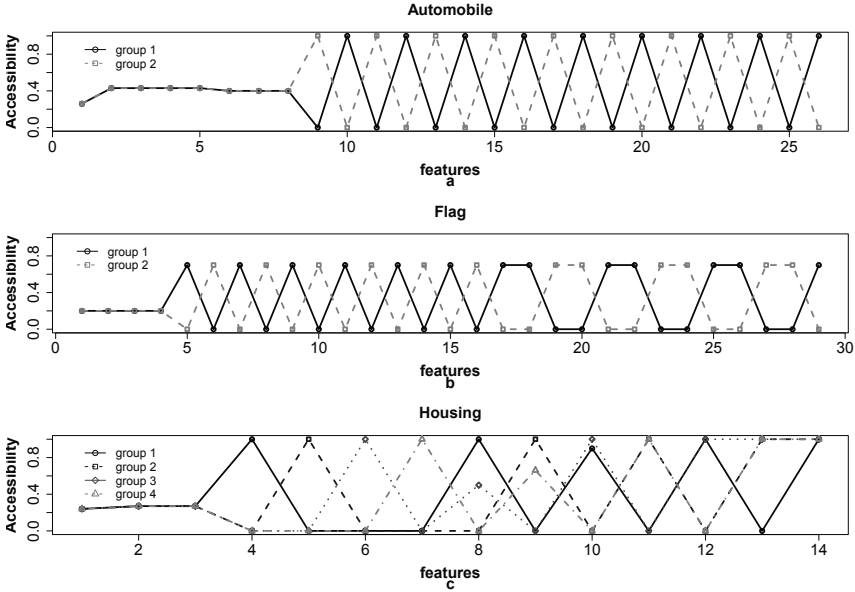 Automobile
Accessibility
0.0 0.4 0.8
group 1
group 2
0 5 10 15 20 25
features
a
Flag
Accessibility
0.0 0.4 0.8
group 1
group 2
0 5 10 15 20 25 30
features
b
Housing
Accessibility
0.0 0.4 0.8
group 1
group 2
group 3
group 4
2 4 6 8 10 12 14
features
c